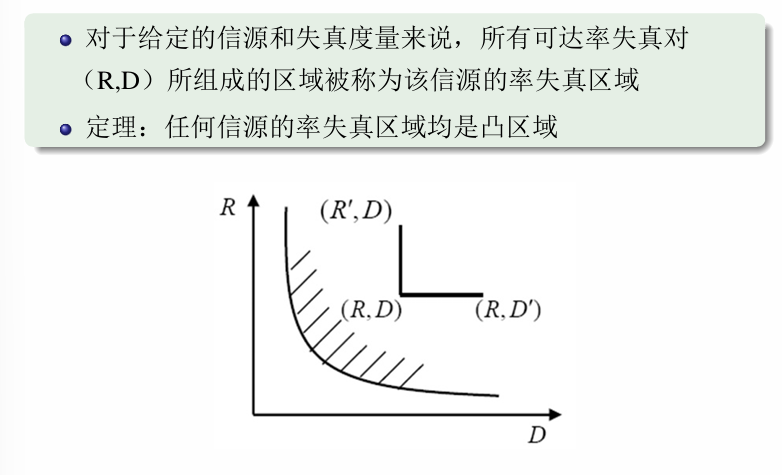 对于给定的信源和失真度量来说，所有可达率失真对
（R,D）所组成的区域被称为该信源的率失真区域
定理：任何信源的率失真区域均是凸区域
R
(R′,D)
(R,D)
(R,D′)
D